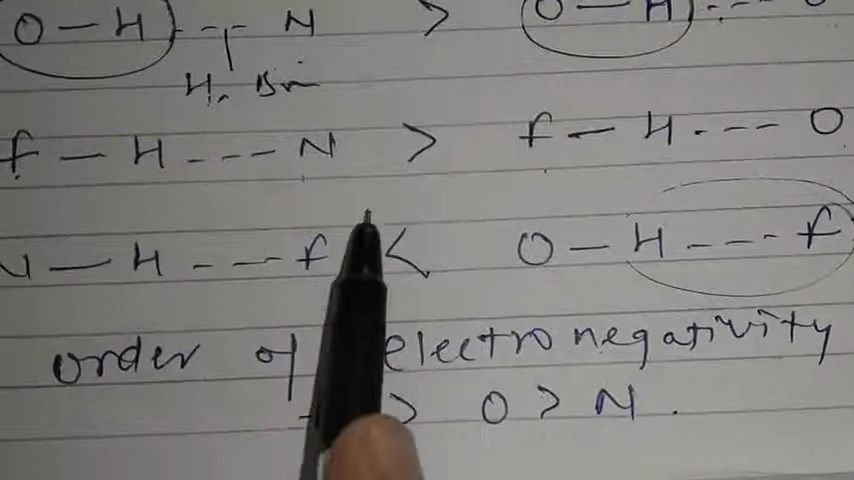 O — H --- N > O — H ---- O
H. Bn
f — H --- N > f — H ---- O
N — H ---- f < O — H ---- f
order of electronegativity
> O > N .